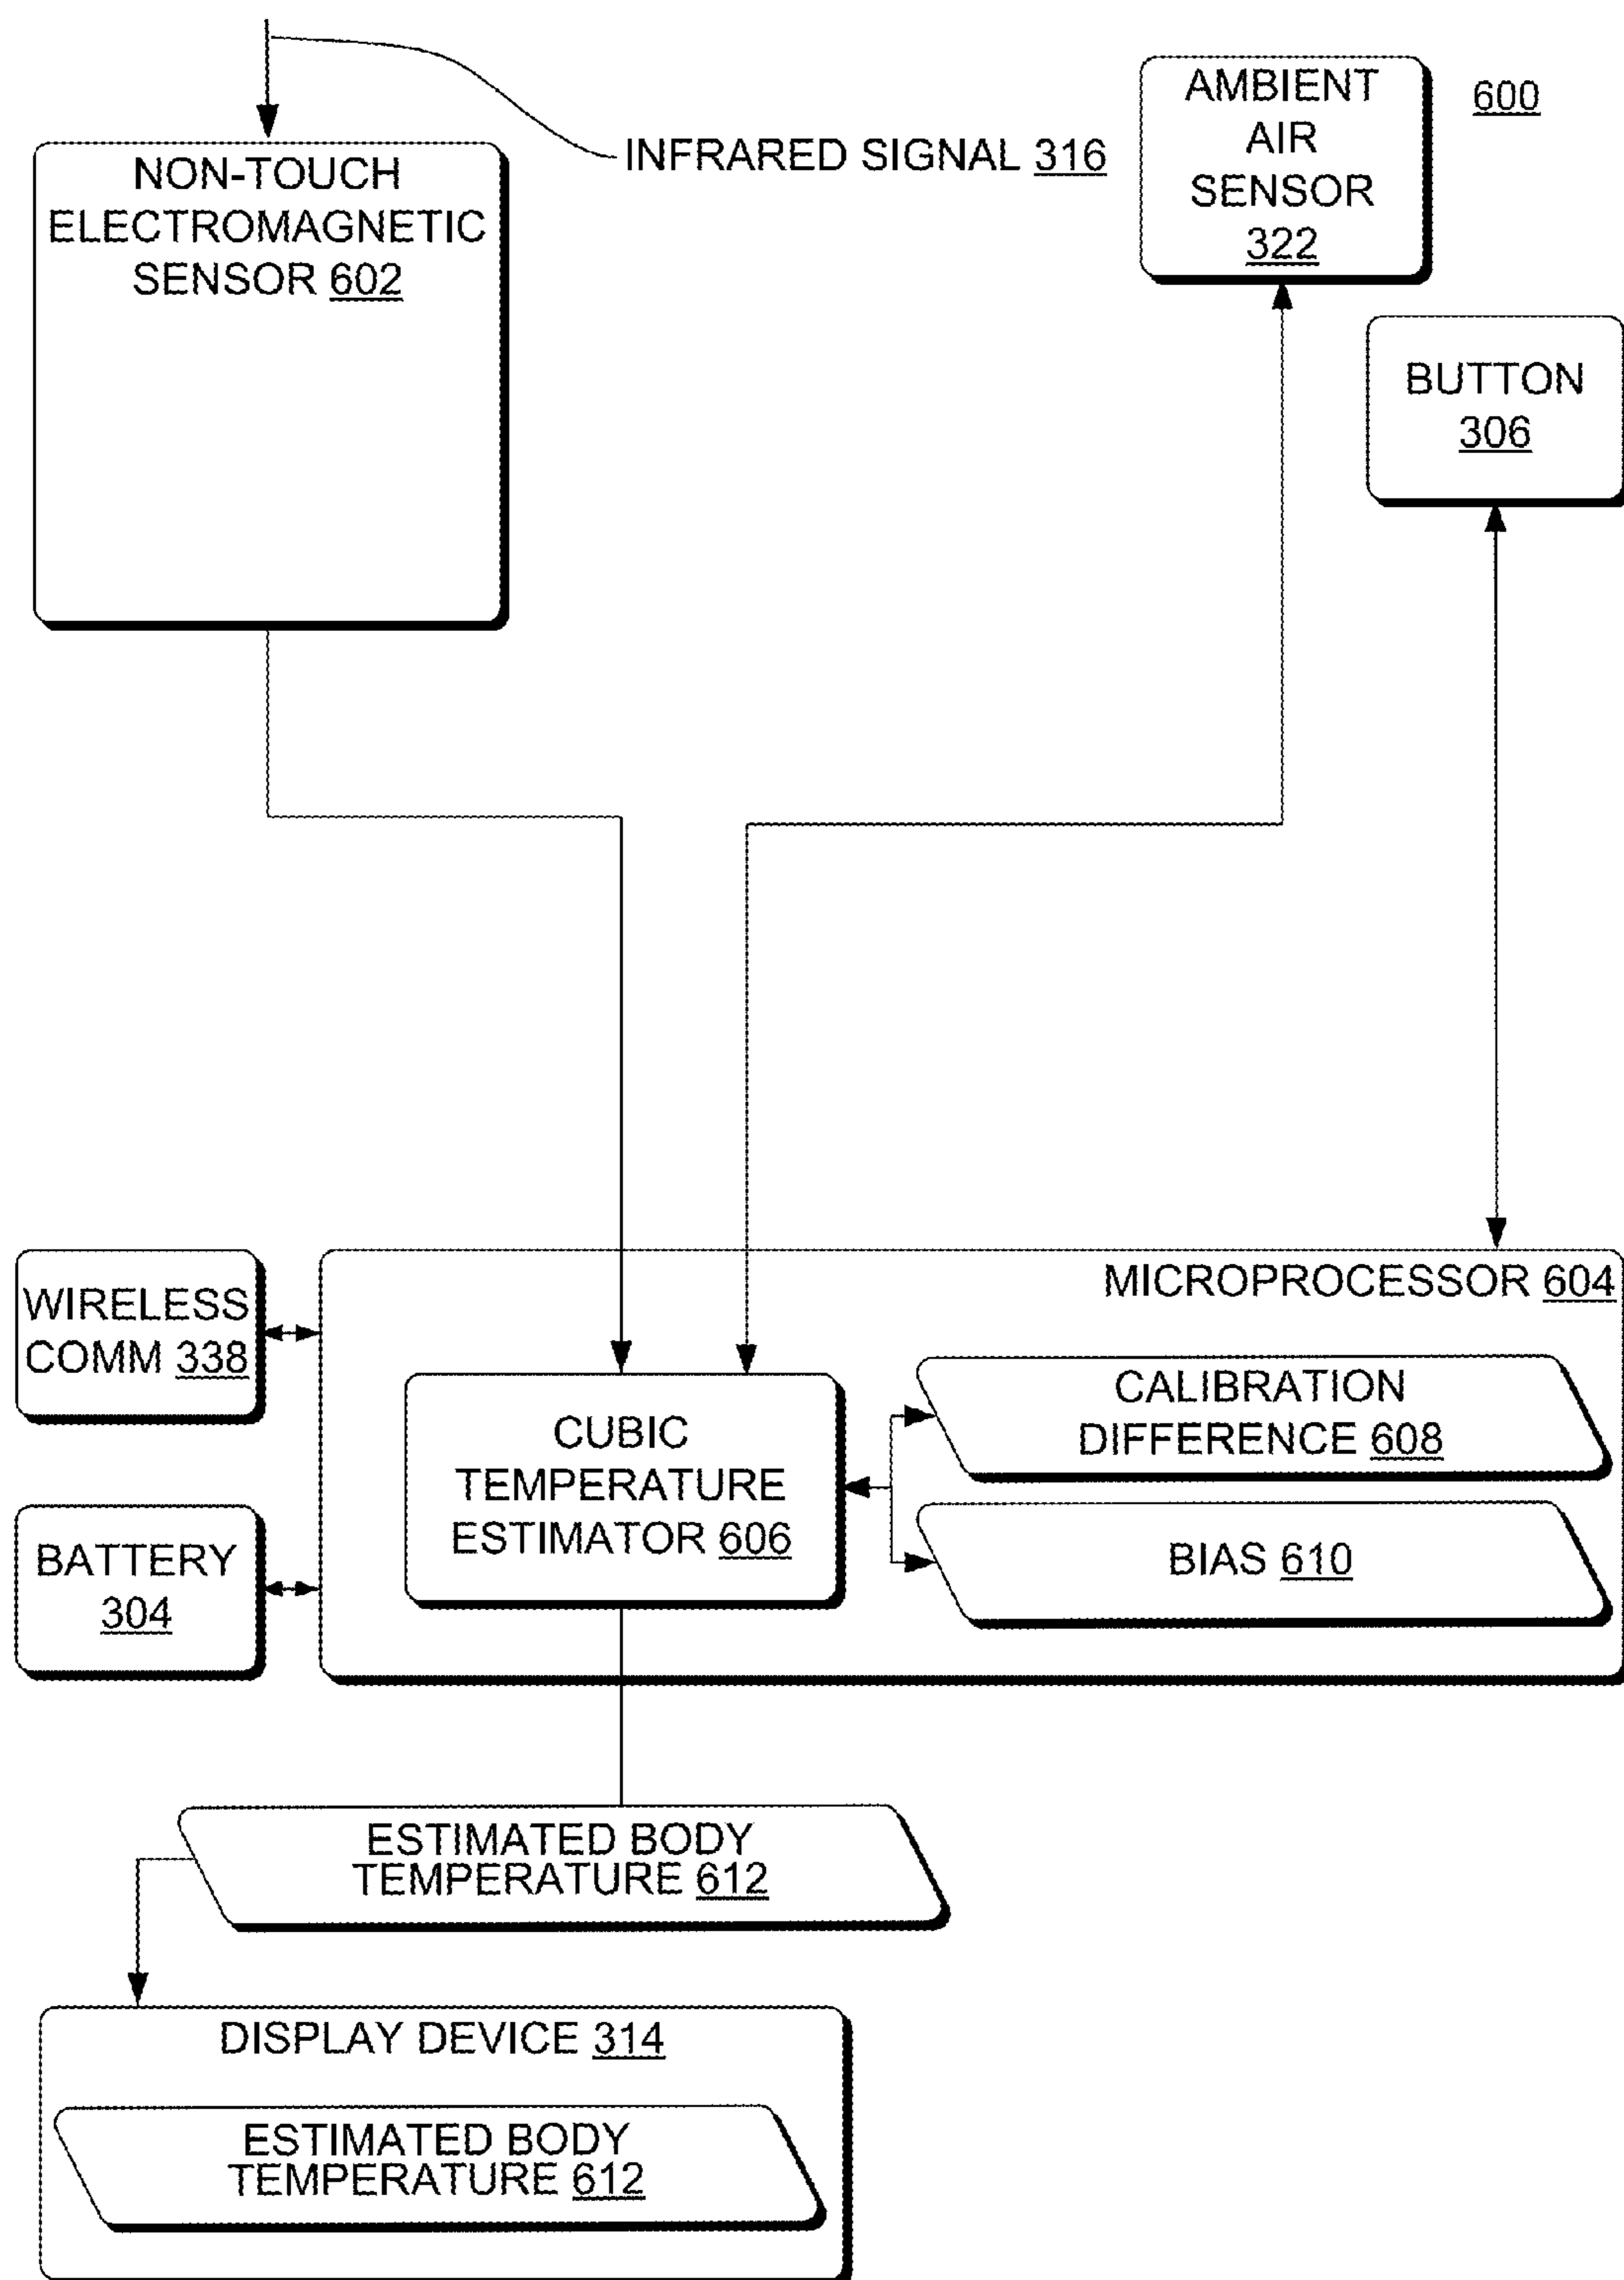 AMBIENT
AIR
SENSOR
322
600
NON-TOUCH
ELECTROMAGNETIC
SENSOR 602
INFRARED SIGNAL 316
BUTTON
306
WIRELESS
COMM 338
MICROPROCESSOR 604
CUBIC
TEMPERATURE
ESTIMATOR 606
CALIBRATION
DIFFERENCE 608
BIAS 610
BATTERY
304
ESTIMATED BODY
TEMPERATURE 612
DISPLAY DEVICE 314
ESTIMATED BODY
TEMPERATURE 612